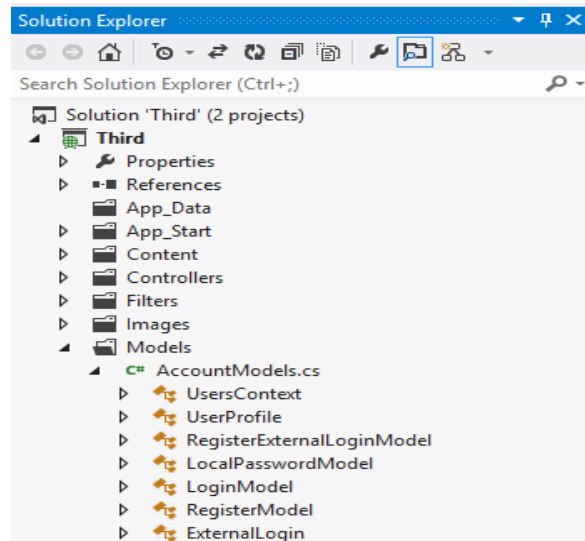 Solution Explorer
Search Solution Explorer (Ctrl+;)
Solution 'Third' (2 projects)
Third
Properties
References
App_Data
App_Start
Content
Controllers
Filters
Images
Models
C# AccountModels.cs
UsersContext
UserProfile
RegisterExternalLoginModel
LocalPasswordModel
LoginModel
RegisterModel
ExternalLogin